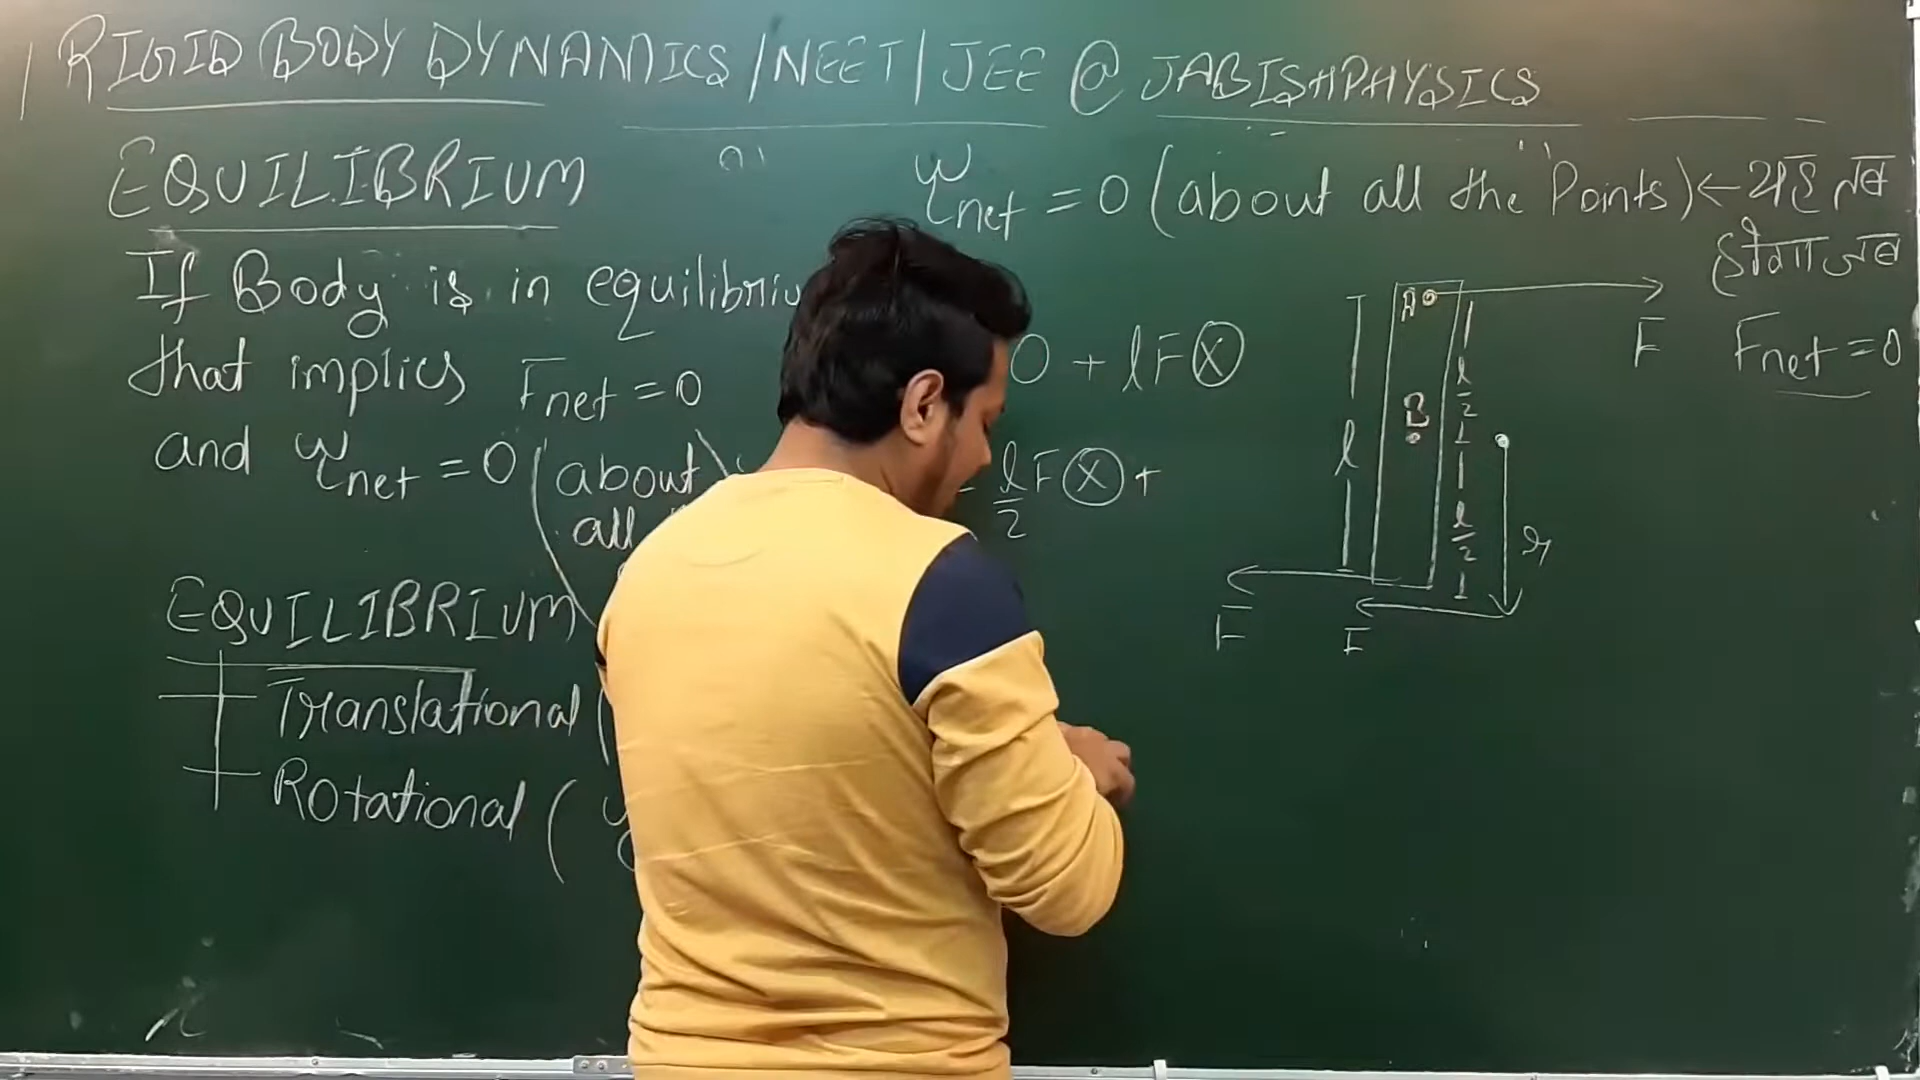 RIGID BODY DYNAMICS / NEET / JEE @ JABISHPHYSICS
EQUILIBRIUM
τnet = 0 (about all the Points) ← यह तब
होगा जब
Fnet = 0
If Body is in equilibriu
that implies Fnet = 0
and τnet = 0 (about
all
EQUILIBRIUM
Translational (
Rotational (
0 + lF⊗
= l/2 F⊗ +
A
B
l
l/2
l/2
F
F
F
r